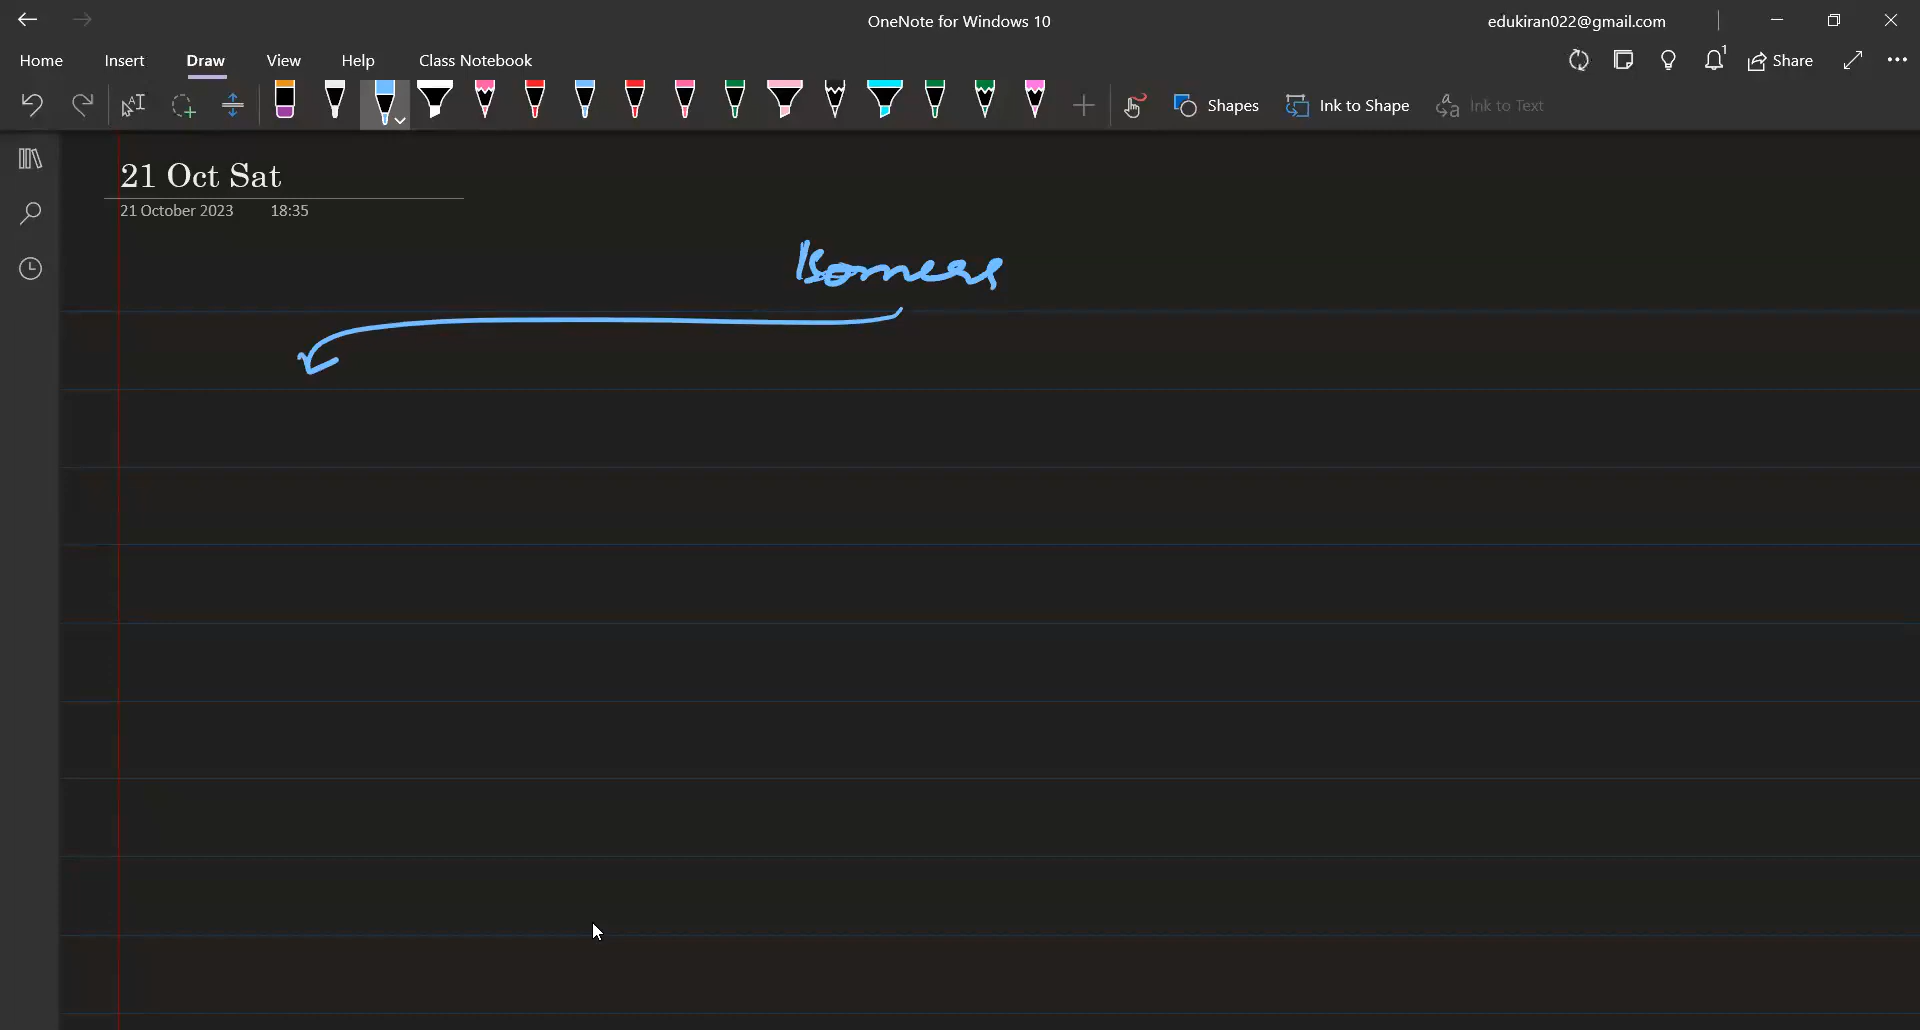 OneNote for Windows 10
edukiran022@gmail.com
Home Insert Draw View Help Class Notebook
1
Share
Shapes
Ink to Shape
Ink to Text
21 Oct Sat
21 October 2023 18:35
Isomers